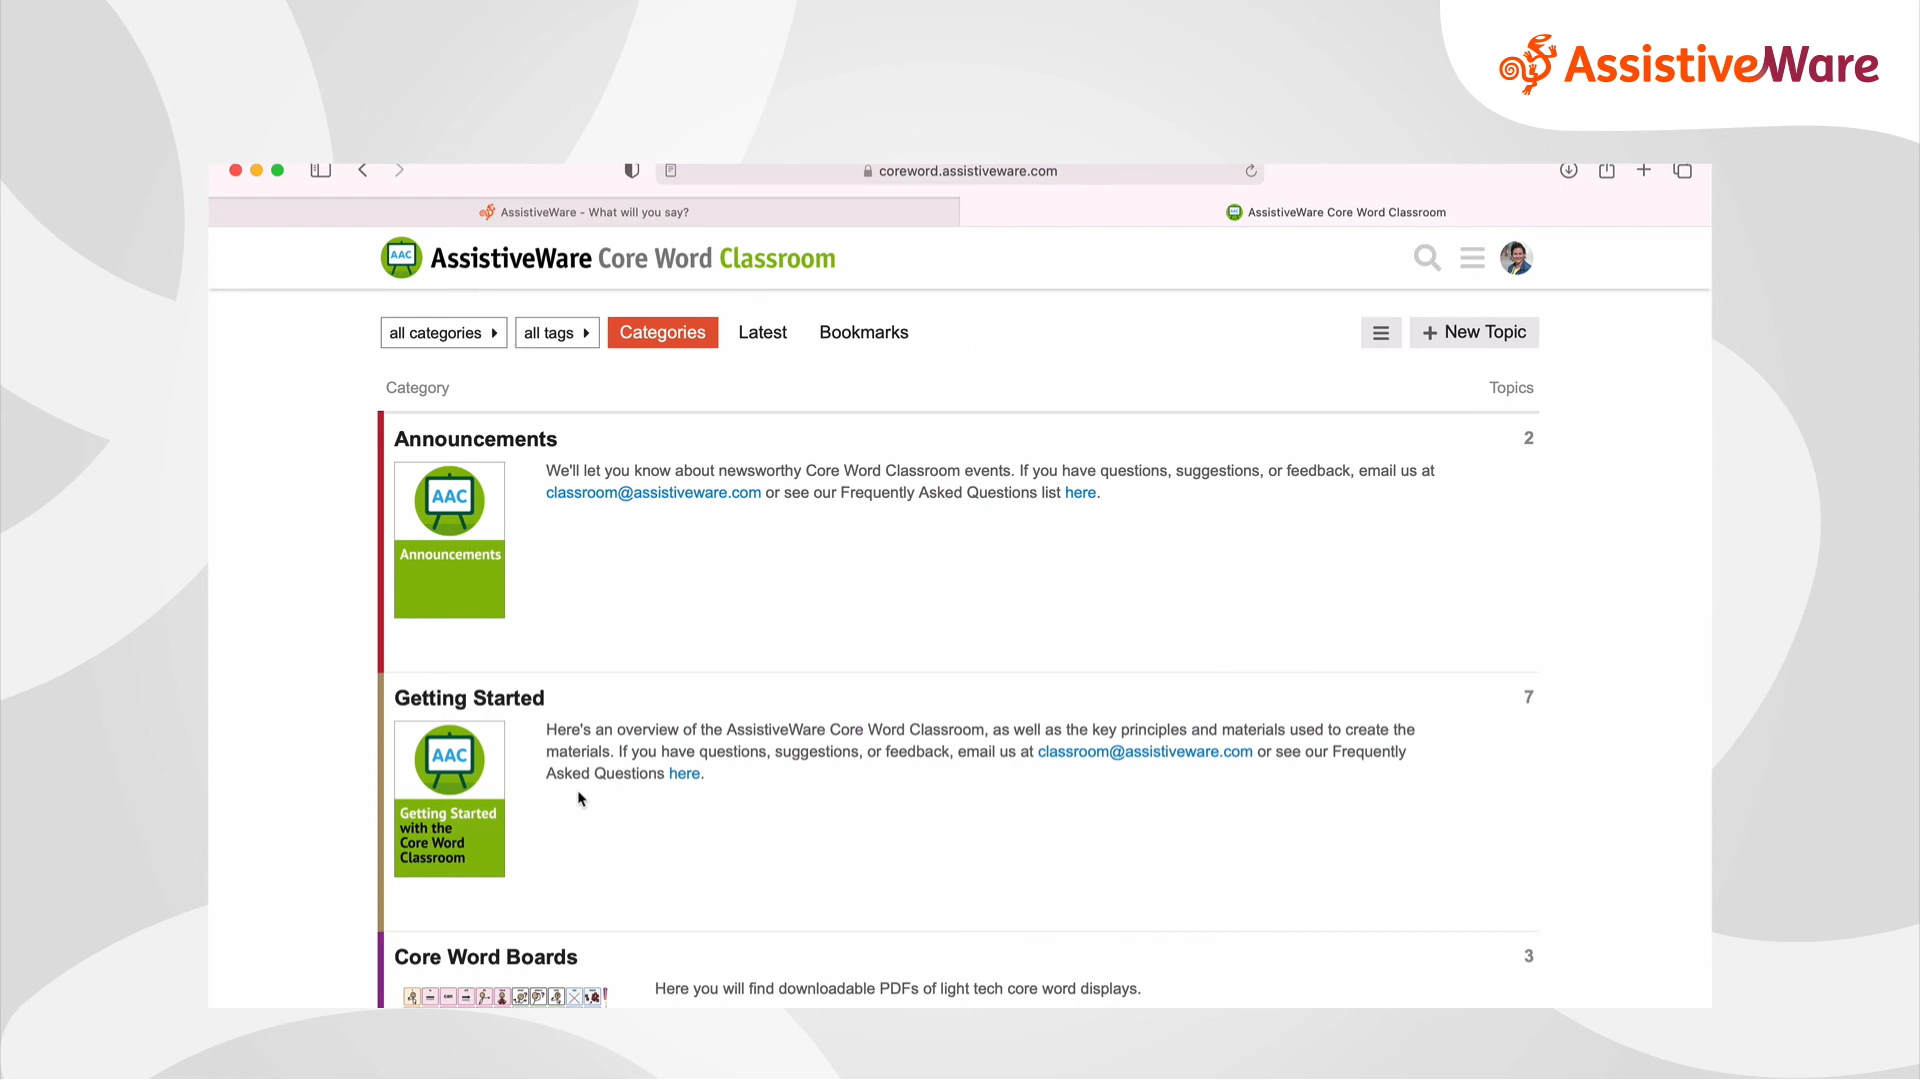 AssistiveWare
coreword.assistiveware.com
AssistiveWare - What will you say?
AssistiveWare Core Word Classroom
AAC
AssistiveWare Core Word Classroom
all categories
all tags
Categories
Latest
Bookmarks
New Topic
Category
Topics
Announcements
2
AAC
Announcements
We'll let you know about newsworthy Core Word Classroom events. If you have questions, suggestions, or feedback, email us at
classroom@assistiveware.com or see our Frequently Asked Questions list here.
Getting Started
7
AAC
Getting Started
with the
Core Word
Classroom
Here's an overview of the AssistiveWare Core Word Classroom, as well as the key principles and materials used to create the
materials. If you have questions, suggestions, or feedback, email us at classroom@assistiveware.com or see our Frequently
Asked Questions here.
Core Word Boards
3
Here you will find downloadable PDFs of light tech core word displays.